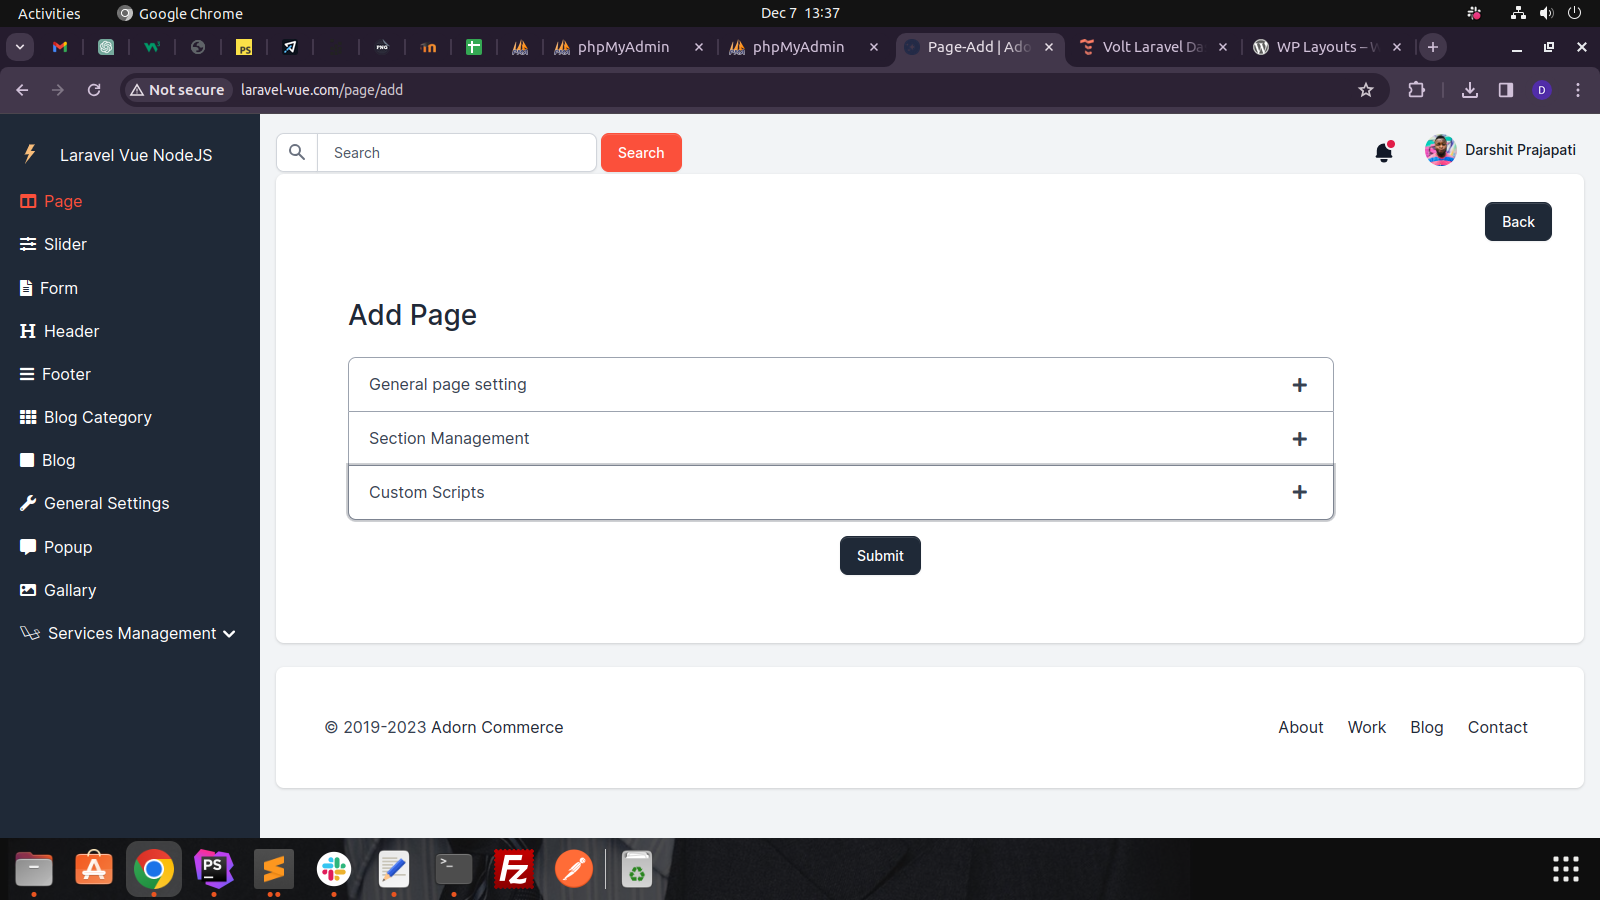 Activities
Google Chrome
Dec 7 13:37
phpMyAdmin
phpMyAdmin
Page-Add | Ado
Volt Laravel Da
WP Layouts – W
Not secure
laravel-vue.com/page/add
D
Laravel Vue NodeJS
Search
Search
Darshit Prajapati
Page
Slider
Form
Header
Footer
Blog Category
Blog
General Settings
Popup
Gallary
Services Management
Back
Add Page
General page setting
Section Management
Custom Scripts
Submit
© 2019-2023 Adorn Commerce
About
Work
Blog
Contact
PS